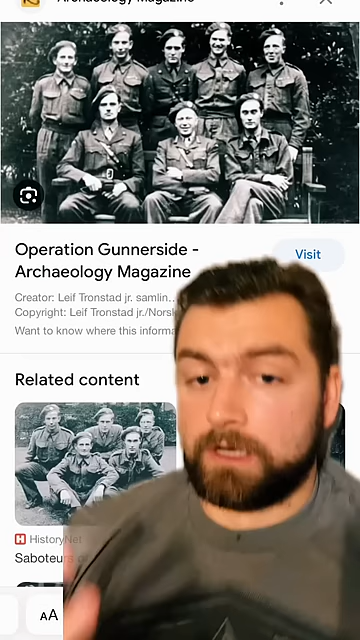 Archaeology Magazine
Operation Gunnerside -
Archaeology Magazine
Visit
Creator: Leif Tronstad jr. samlin...
Copyright: Leif Tronstad jr./Norsk
Want to know where this informa
Related content
HistoryNet
Saboteurs
AA